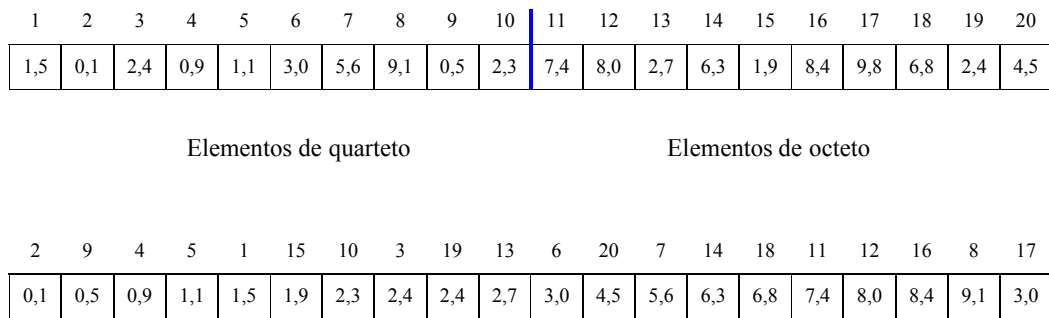 1 2 3 4 5 6 7 8 9 10 11 12 13 14 15 16 17 18 19 20
1,5 0,1 2,4 0,9 1,1 3,0 5,6 9,1 0,5 2,3 7,4 8,0 2,7 6,3 1,9 8,4 9,8 6,8 2,4 4,5
Elementos de quarteto Elementos de octeto
2 9 4 5 1 15 10 3 19 13 6 20 7 14 18 11 12 16 8 17
0,1 0,5 0,9 1,1 1,5 1,9 2,3 2,4 2,4 2,7 3,0 4,5 5,6 6,3 6,8 7,4 8,0 8,4 9,1 3,0